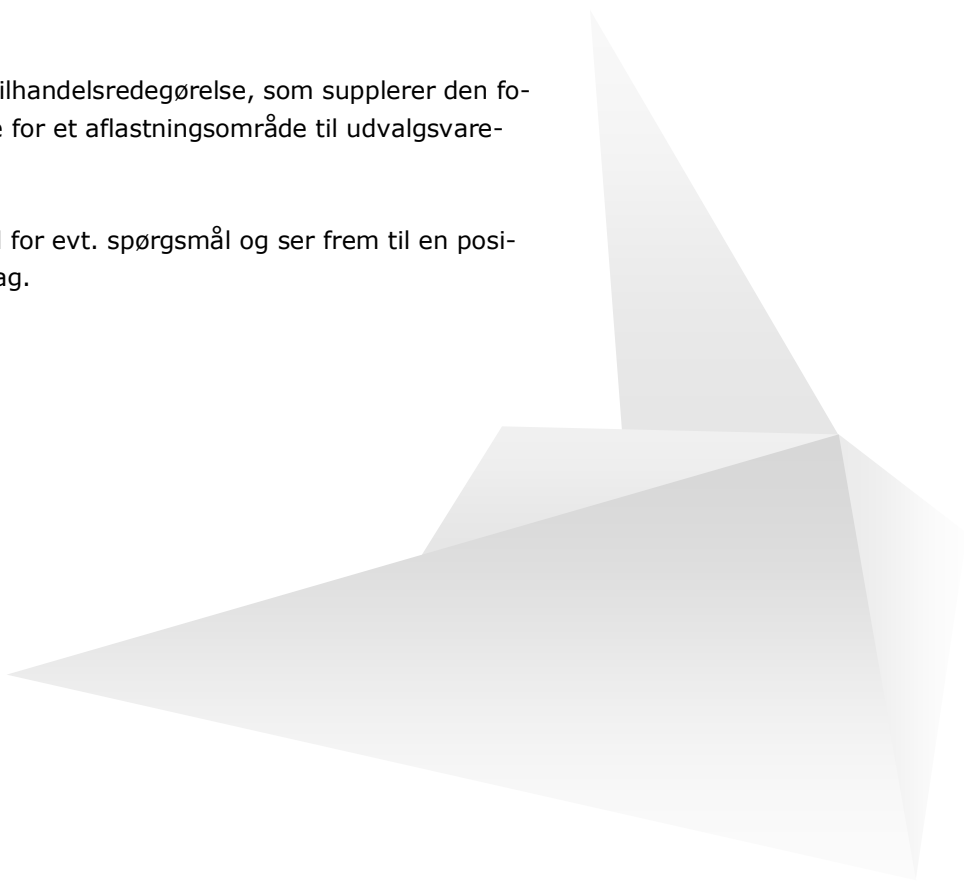 ilhandelsredegørelse, som supplerer den fo-
e for et aflastningsområde til udvalgsvare-
for evt. spørgsmål og ser frem til en posi-
ag.